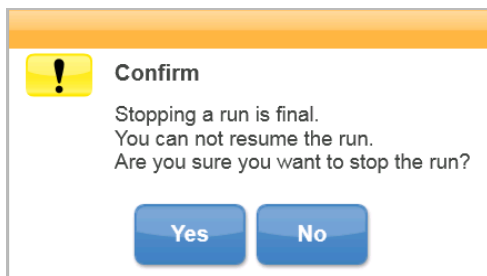 Confirm
Stopping a run is final.
You can not resume the run.
Are you sure you want to stop the run?
Yes No